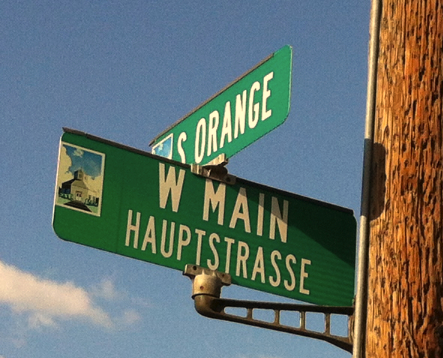 S ORANGE
W MAIN
HAUPTSTRASSE